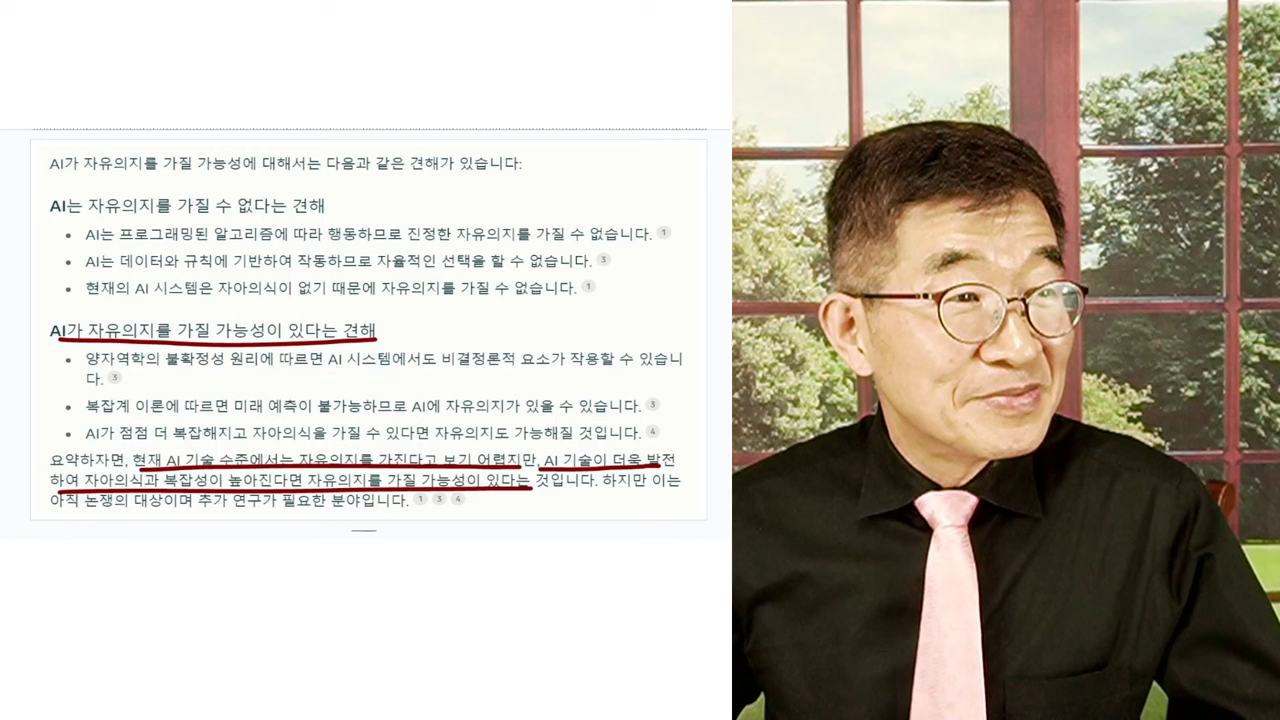 AI가 자유의지를 가질 가능성에 대해서는 다음과 같은 견해가 있습니다:
AI는 자유의지를 가질 수 없다는 견해
• AI는 프로그래밍된 알고리즘에 따라 행동하므로 진정한 자유의지를 가질 수 없습니다. 1
• AI는 데이터와 규칙에 기반하여 작동하므로 자율적인 선택을 할 수 없습니다. 3
• 현재의 AI 시스템은 자아의식이 없기 때문에 자유의지를 가질 수 없습니다. 1
AI가 자유의지를 가질 가능성이 있다는 견해
• 양자역학의 불확정성 원리에 따르면 AI 시스템에서도 비결정론적 요소가 작용할 수 있습니
다. 3
• 복잡계 이론에 따르면 미래 예측이 불가능하므로 AI에 자유의지가 있을 수 있습니다. 3
• AI가 점점 더 복잡해지고 자아의식을 가질 수 있다면 자유의지도 가능해질 것입니다. 4
요약하자면, 현재 AI 기술 수준에서는 자유의지를 가진다고 보기 어렵지만, AI 기술이 더욱 발전
하여 자아의식과 복잡성이 높아진다면 자유의지를 가질 가능성이 있다는 것입니다. 하지만 이는
아직 논쟁의 대상이며 추가 연구가 필요한 분야입니다. 1 3 4